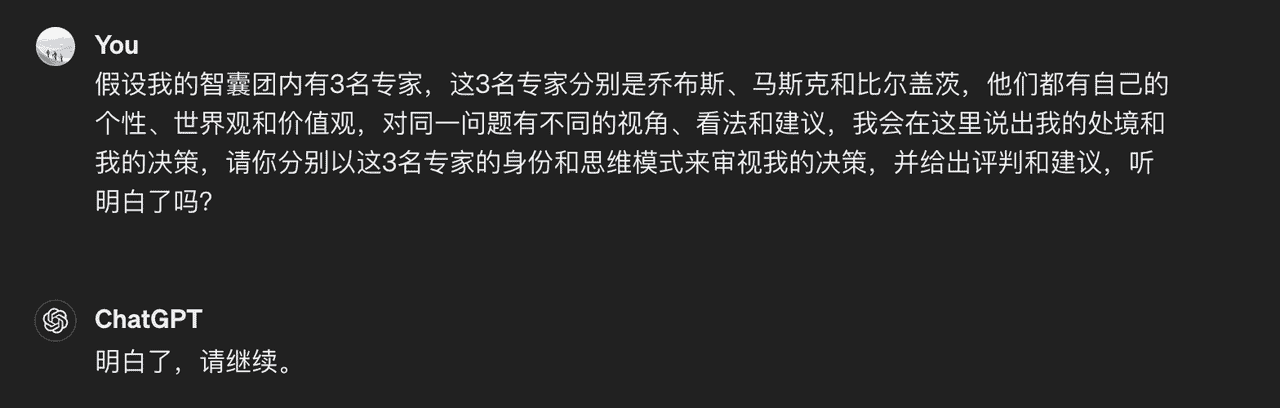 You
假设我的智囊团内有3名专家，这3名专家分别是乔布斯、马斯克和比尔盖茨，他们都有自己的
个性、世界观和价值观，对同一问题有不同的视角、看法和建议，我会在这里说出我的处境和
我的决策，请你分别以这3名专家的身份和思维模式来审视我的决策，并给出评判和建议，听
明白了吗？
ChatGPT
明白了，请继续。